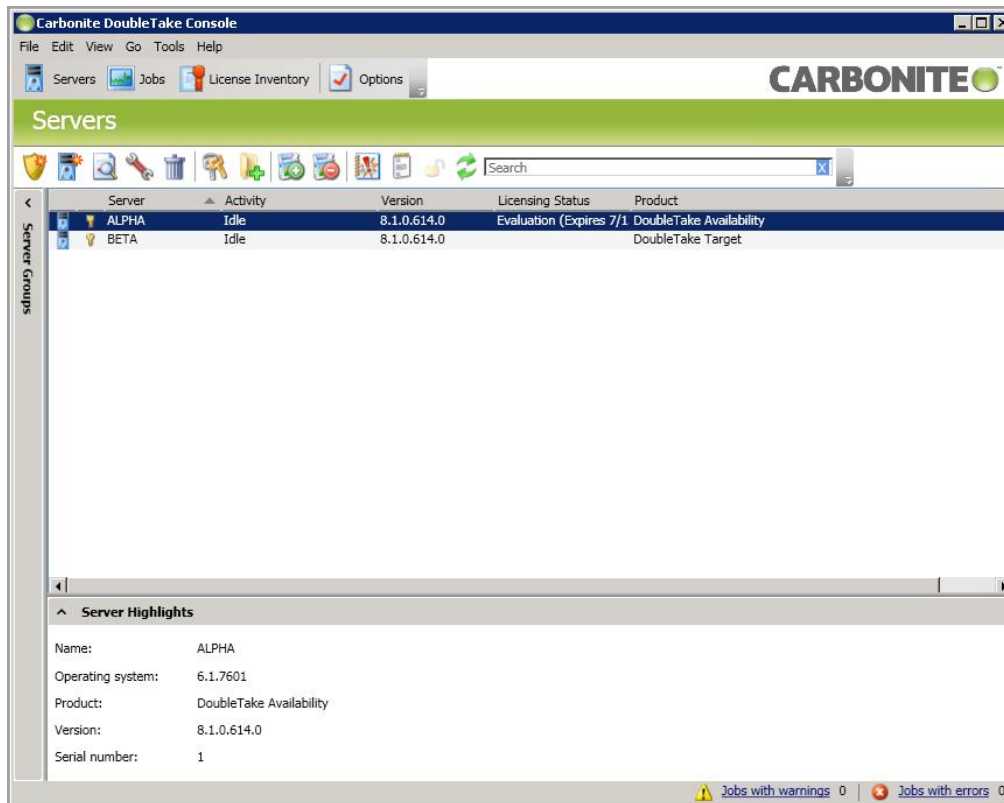 Carbonite DoubleTake Console
File Edit View Go Tools Help
Servers Jobs License Inventory Options
CARBONITE
Servers
Search
Server Activity Version Licensing Status Product
ALPHA Idle 8.1.0.614.0 Evaluation (Expires 7/1 DoubleTake Availability
BETA Idle 8.1.0.614.0 DoubleTake Target
Server Groups
Server Highlights
Name: ALPHA
Operating system: 6.1.7601
Product: DoubleTake Availability
Version: 8.1.0.614.0
Serial number: 1
Jobs with warnings 0 Jobs with errors 0